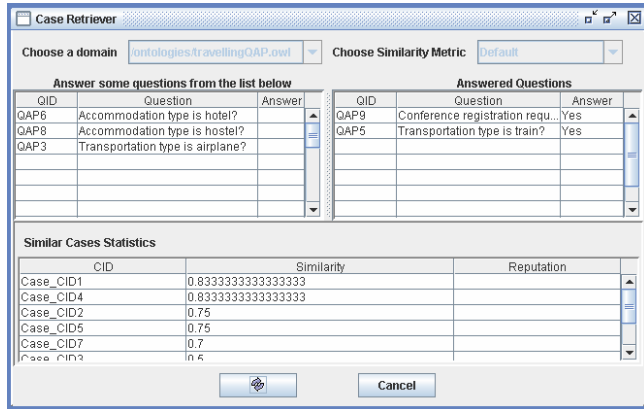 Case Retriever
Choose a domain /ontologies/travellingQAP.owl Choose Similarity Metric Default
Answer some questions from the list below
QID Question Answer
QAP6 Accommodation type is hotel?
QAP8 Accommodation type is hostel?
QAP3 Transportation type is airplane?
Answered Questions
QID Question Answer
QAP9 Conference registration requ... Yes
QAP5 Transportation type is train? Yes
Similar Cases Statistics
CID Similarity Reputation
Case_CID1 0.8333333333333333
Case_CID4 0.8333333333333333
Case_CID2 0.75
Case_CID5 0.75
Case_CID7 0.7
Case_CID3 0.5
Cancel